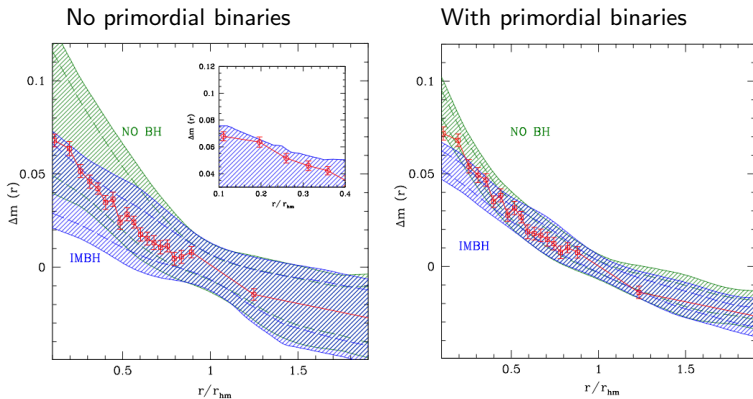 No primordial binaries
With primordial binaries
0.1
0.05
0
Δm (r)
NO BH
IMBH
0.12
0.1
0.08
0.06
0.04
Δm (r)
0.1
0.2
0.3
0.4
r/r_hm
0.5
1
1.5
r/r_hm
0.1
0.05
0
Δm (r)
NO BH
IMBH
0.5
1
1.5
r/r_hm